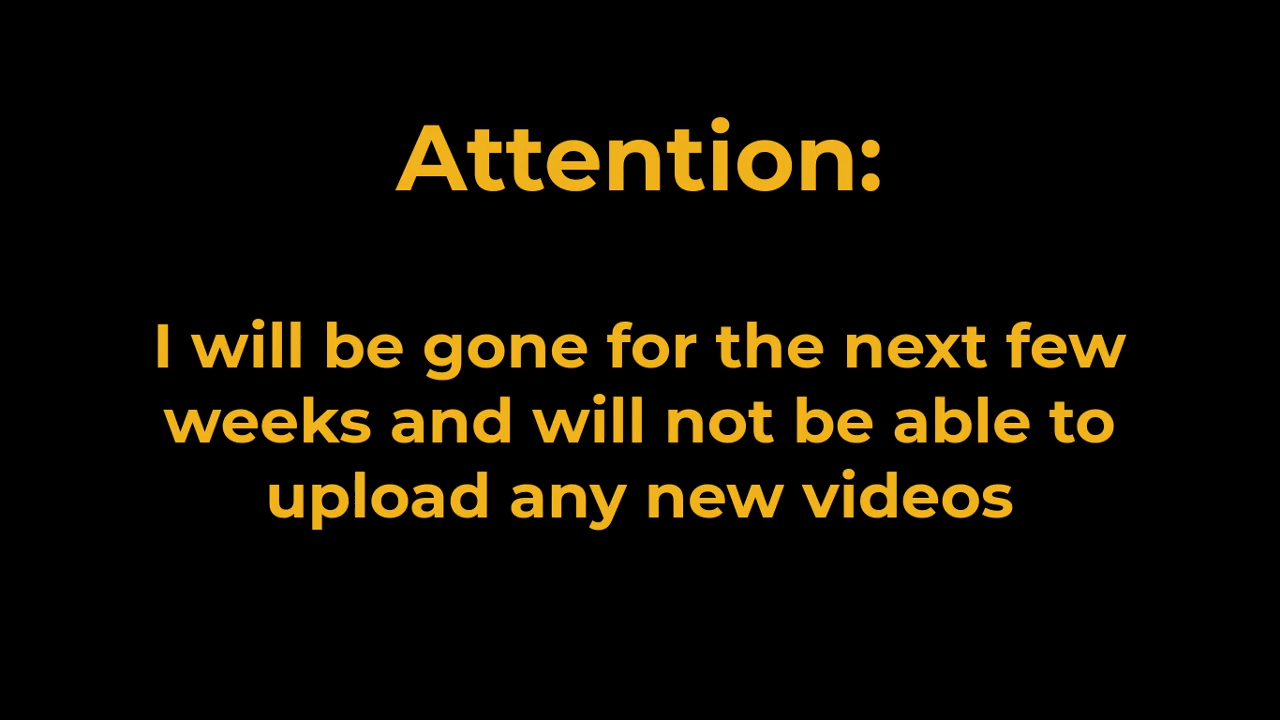 Attention:
I will be gone for the next few
weeks and will not be able to
upload any new videos